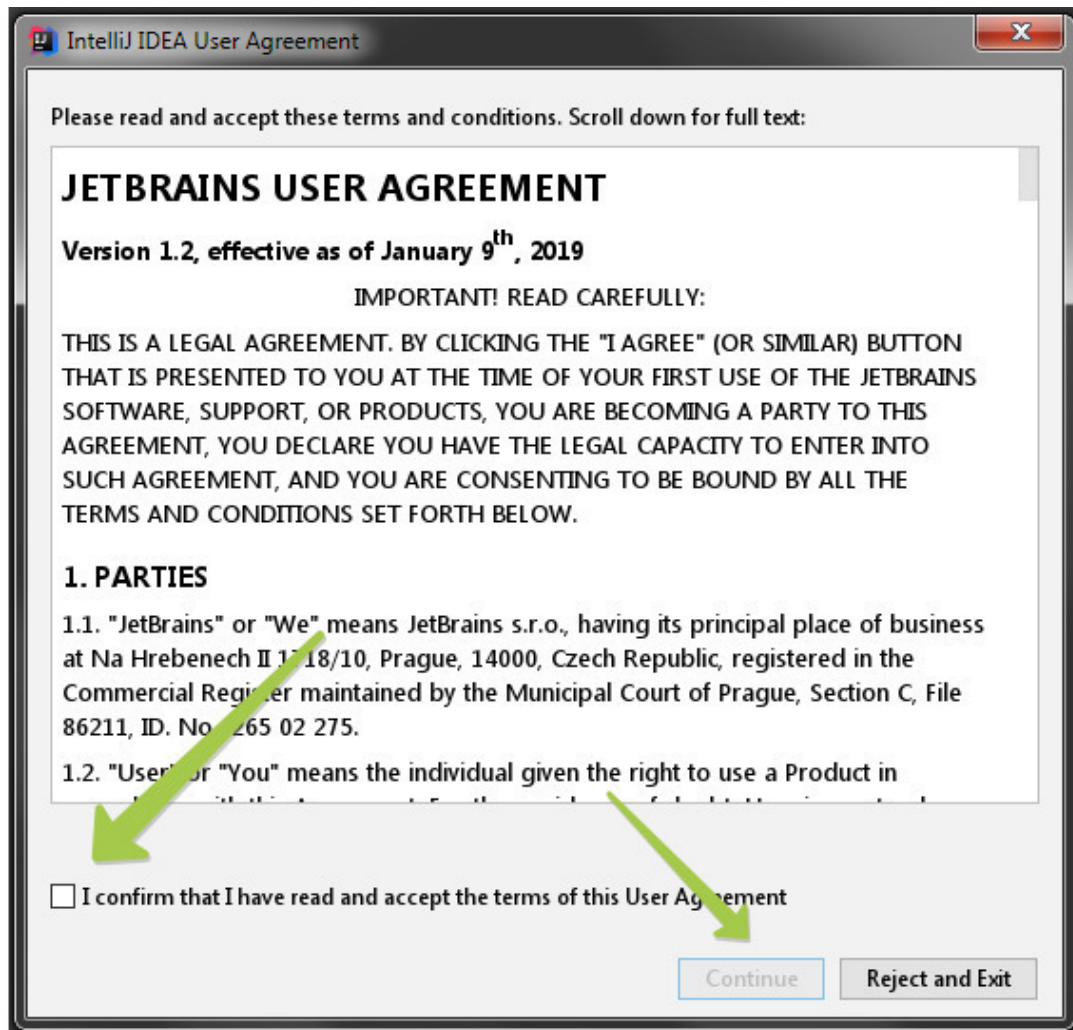 IntelliJ IDEA User Agreement
Please read and accept these terms and conditions. Scroll down for full text:
JETBRAINS USER AGREEMENT
Version 1.2, effective as of January 9th, 2019
IMPORTANT! READ CAREFULLY:
THIS IS A LEGAL AGREEMENT. BY CLICKING THE "I AGREE" (OR SIMILAR) BUTTON
THAT IS PRESENTED TO YOU AT THE TIME OF YOUR FIRST USE OF THE JETBRAINS
SOFTWARE, SUPPORT, OR PRODUCTS, YOU ARE BECOMING A PARTY TO THIS
AGREEMENT, YOU DECLARE YOU HAVE THE LEGAL CAPACITY TO ENTER INTO
SUCH AGREEMENT, AND YOU ARE CONSENTING TO BE BOUND BY ALL THE
TERMS AND CONDITIONS SET FORTH BELOW.
1. PARTIES
1.1. "JetBrains" or "We" means JetBrains s.r.o., having its principal place of business
at Na Hrebenech II /10, Prague, 14000, Czech Republic, registered in the
Commercial Register maintained by the Municipal Court of Prague, Section C, File
86211, ID. No 265 02 275.
1.2. "User" or "You" means the individual given the right to use a Product in
I confirm that I have read and accept the terms of this User Agreement
Continue
Reject and Exit